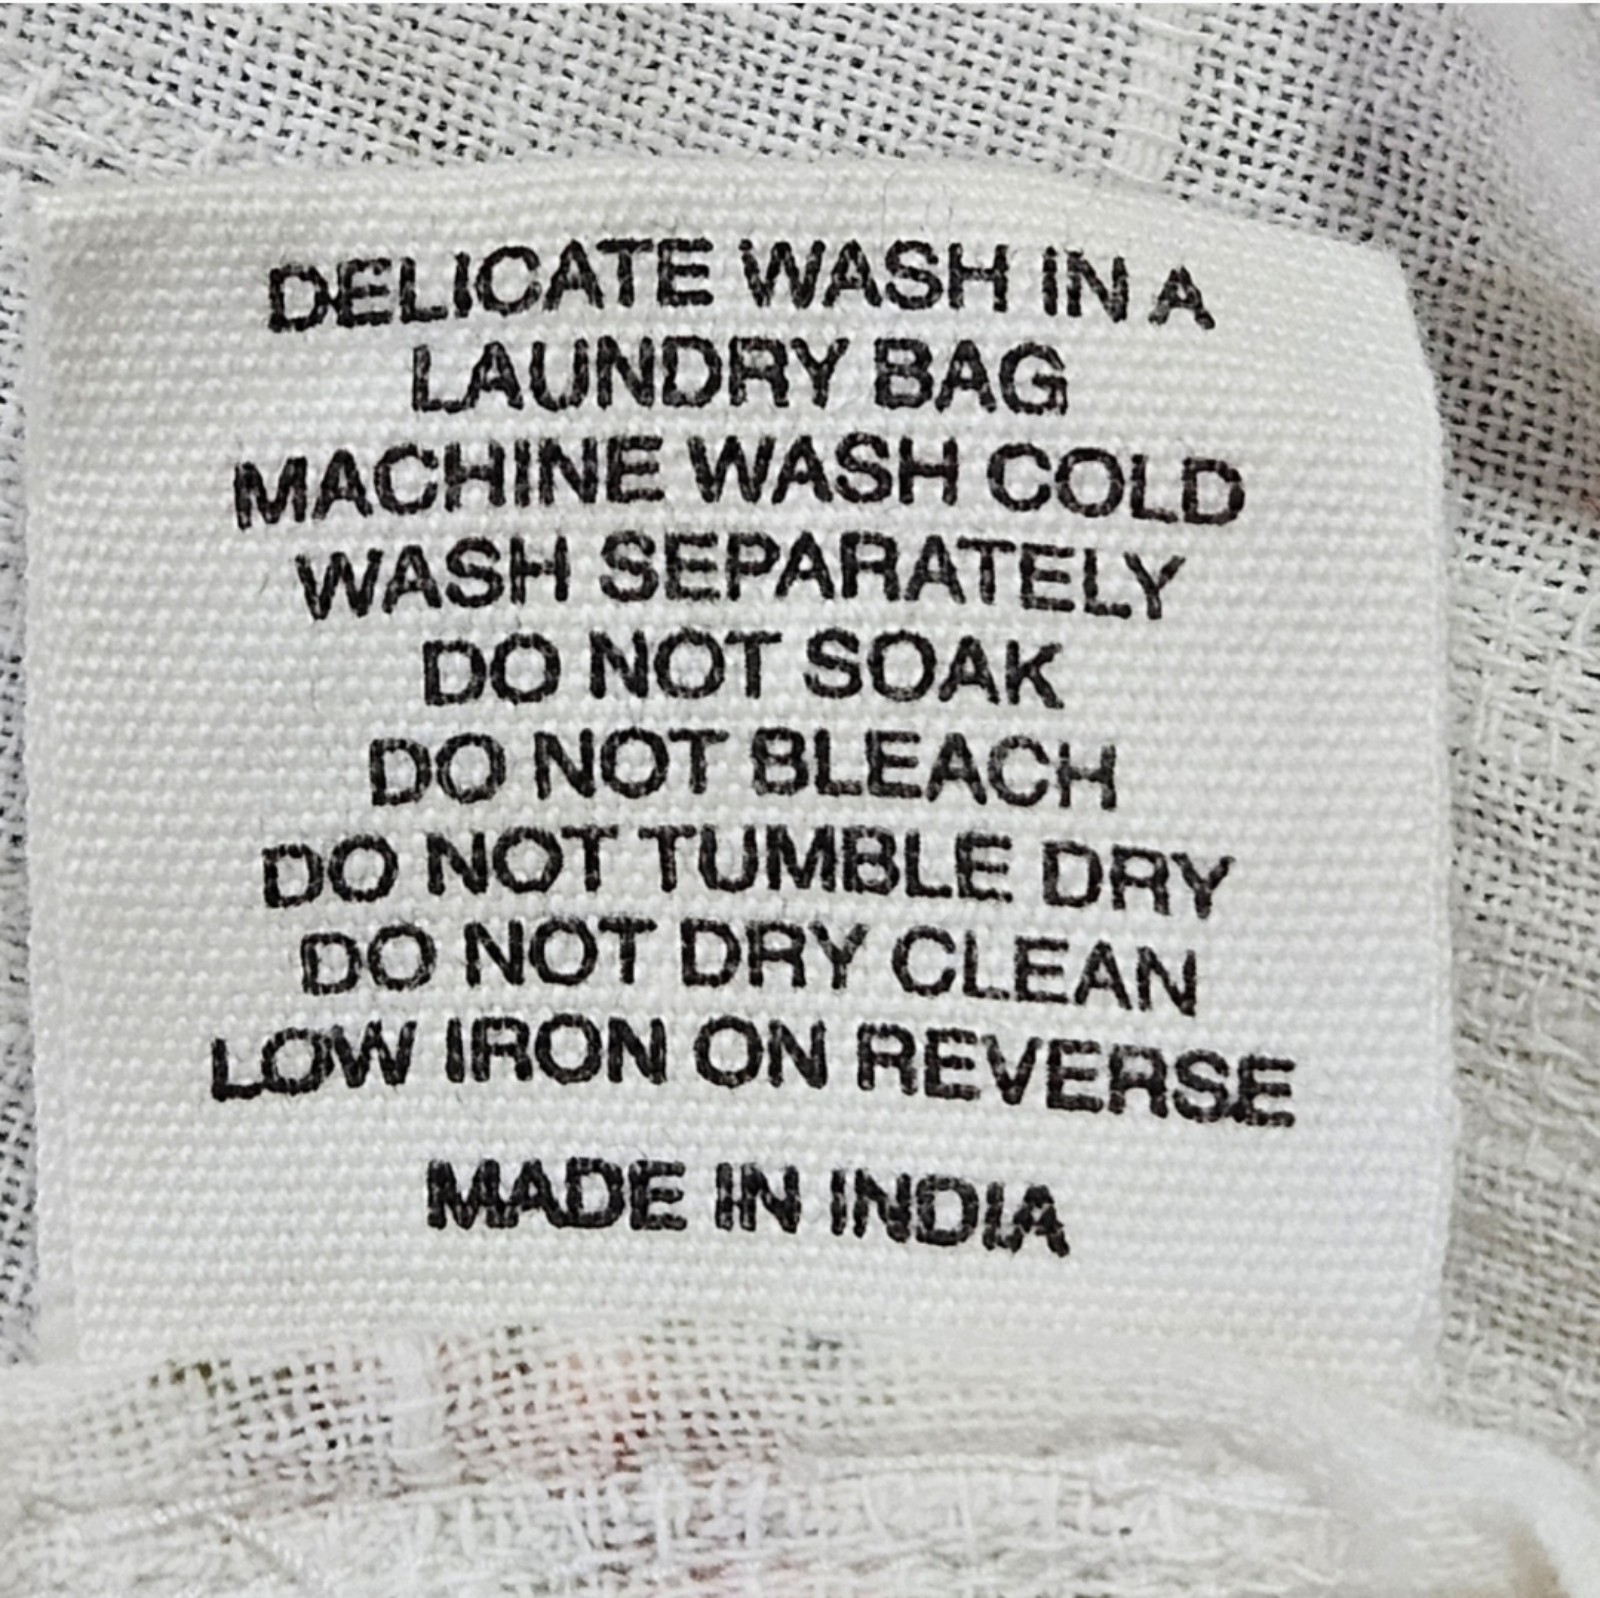 DELICATE WASH IN A
LAUNDRY BAG
MACHINE WASH COLD
WASH SEPARATELY
DO NOT SOAK
DO NOT BLEACH
DO NOT TUMBLE DRY
DO NOT DRY CLEAN
LOW IRON ON REVERSE
MADE IN INDIA